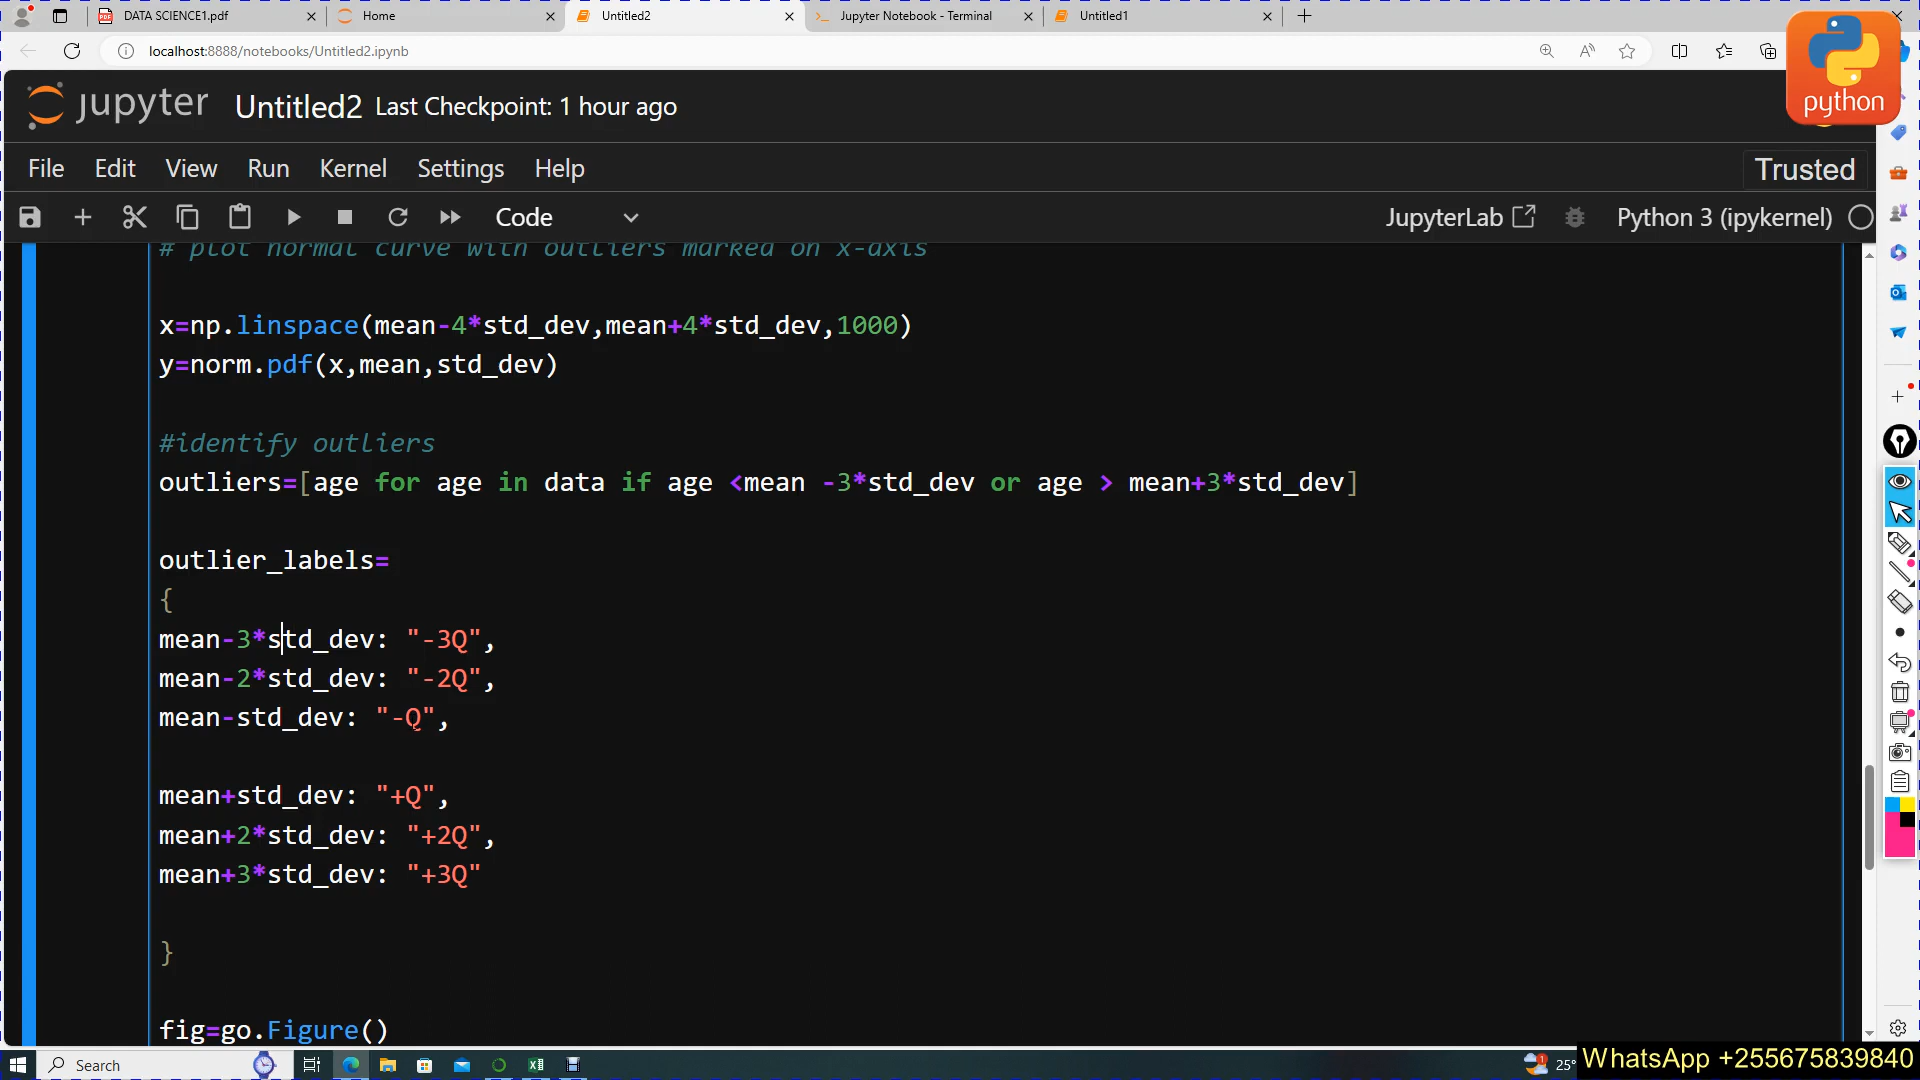 DATA SCIENCE1.pdf
Home
Untitled2
Jupyter Notebook - Terminal
Untitled1
localhost:8888/notebooks/Untitled2.ipynb
python
jupyter Untitled2 Last Checkpoint: 1 hour ago
File Edit View Run Kernel Settings Help
Trusted
Code
JupyterLab
Python 3 (ipykernel)
# plot normal curve with outliers marked on x-axis
x=np.linspace(mean-4*std_dev,mean+4*std_dev,1000)
y=norm.pdf(x,mean,std_dev)
#identify outliers
outliers=[age for age in data if age <mean -3*std_dev or age > mean+3*std_dev]
outlier_labels=
{
mean-3*std_dev: "-3Q",
mean-2*std_dev: "-2Q",
mean-std_dev: "-Q",
mean+std_dev: "+Q",
mean+2*std_dev: "+2Q",
mean+3*std_dev: "+3Q"
}
fig=go.Figure()
Search
1
25°
WhatsApp +255675839840